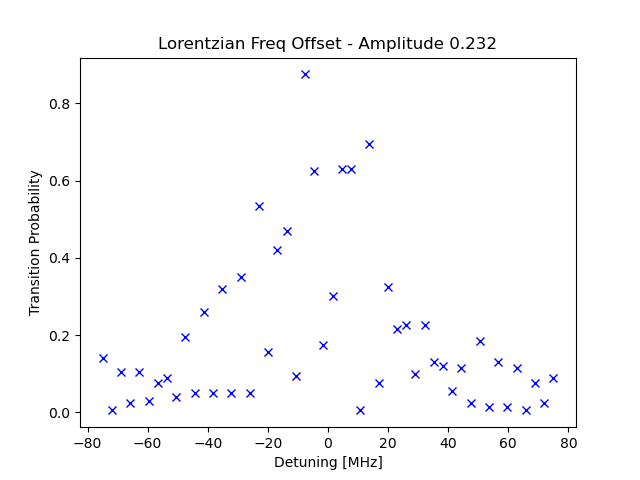 Lorentzian Freq Offset - Amplitude 0.232
Transition Probability
0.8
0.6
0.4
0.2
0.0
−80 −60 −40 −20 0 20 40 60 80
Detuning [MHz]